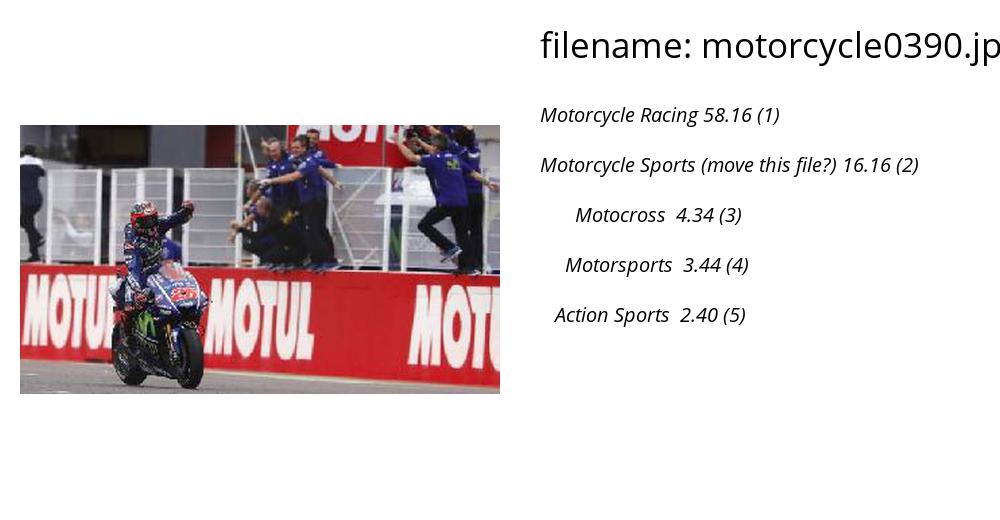 filename: motorcycle0390.jp
Motorcycle Racing 58.16 (1)
Motorcycle Sports (move this file?) 16.16 (2)
Motocross 4.34 (3)
Motorsports 3.44 (4)
Action Sports 2.40 (5)
MOTUL
MOTUL
MOTU
25